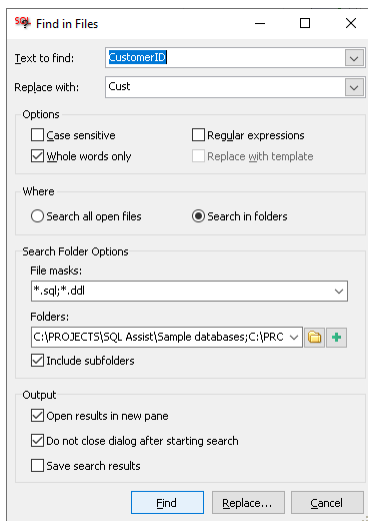 Find in Files
Text to find: CustomerID
Replace with: Cust
Options
Case sensitive Regular expressions
Whole words only Replace with template
Where
Search all open files Search in folders
Search Folder Options
File masks:
*.sql;*.ddl
Folders:
C:\PROJECTS\SQL Assist\Sample databases;C:\PRC
Include subfolders
Output
Open results in new pane
Do not close dialog after starting search
Save search results
Find Replace... Cancel